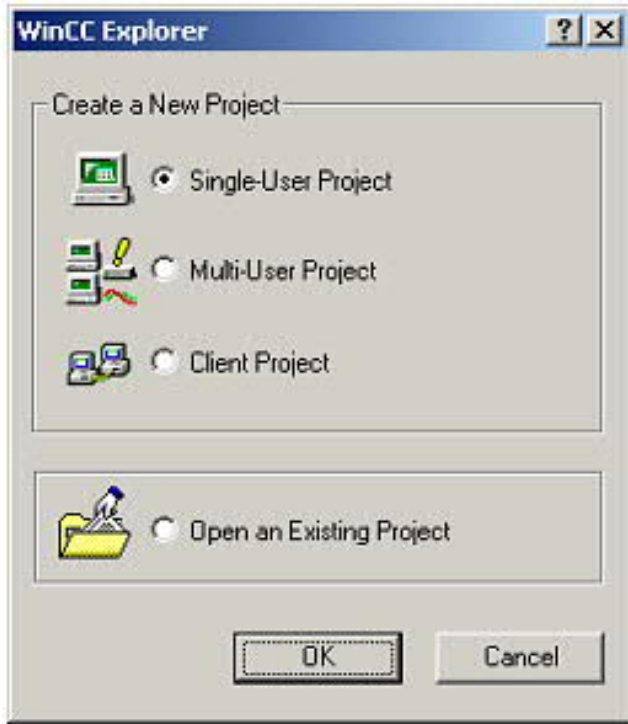 WinCC Explorer
Create a New Project
Single-User Project
Multi-User Project
Client Project
Open an Existing Project
OK
Cancel